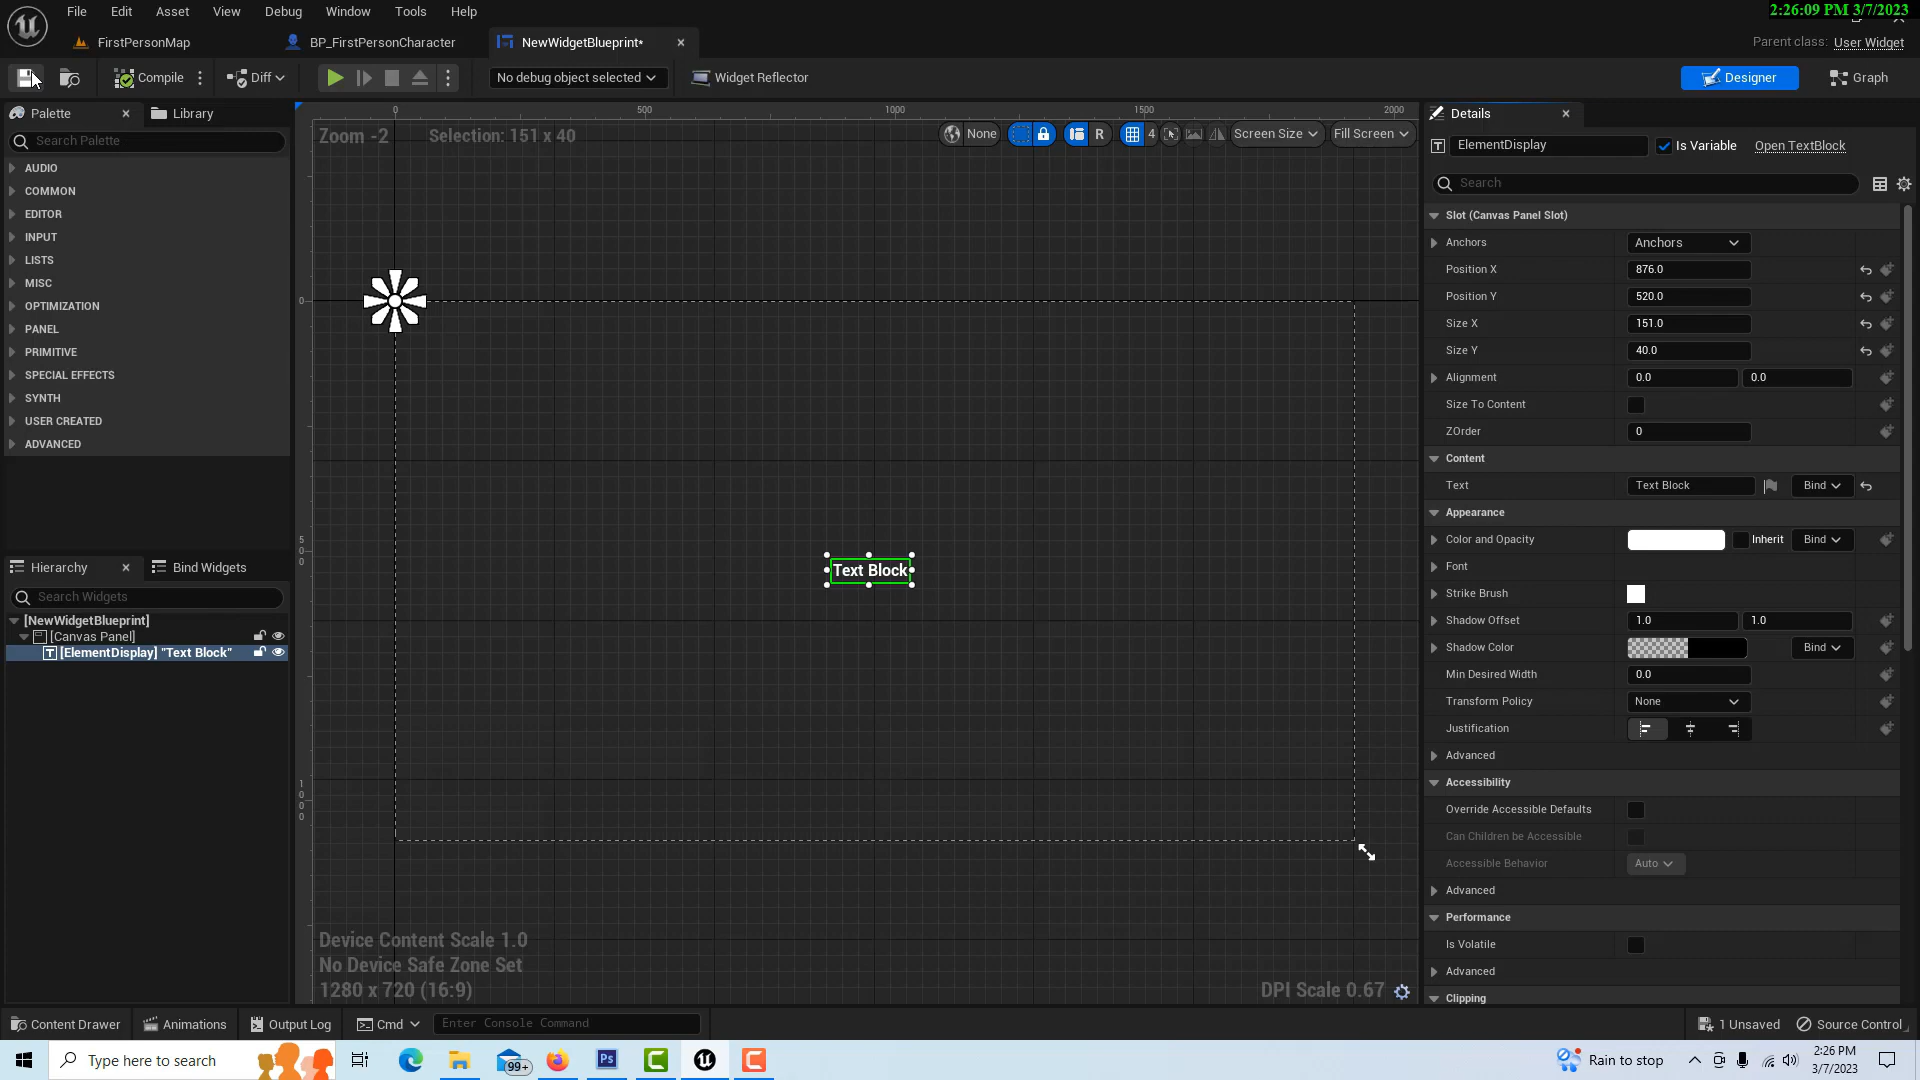 2:26:09 PM 3/7/2023
File Edit Asset View Debug Window Tools Help
FirstPersonMap BP_FirstPersonCharacter NewWidgetBlueprint*
Parent class: User Widget
Compile Diff No debug object selected Widget Reflector Designer Graph
Palette Library
Search Palette
AUDIO
COMMON
EDITOR
INPUT
LISTS
MISC
OPTIMIZATION
PANEL
PRIMITIVE
SPECIAL EFFECTS
SYNTH
USER CREATED
ADVANCED
Hierarchy Bind Widgets
Search Widgets
[NewWidgetBlueprint]
[Canvas Panel]
[ElementDisplay] "Text Block"
0 500 1000 1500 2000
Zoom -2 Selection: 151 x 40
None R 4 Screen Size Fill Screen
0
500
1000
Text Block
Device Content Scale 1.0
No Device Safe Zone Set
1280 x 720 (16:9)
DPI Scale 0.67
Details
ElementDisplay Is Variable Open TextBlock
Search
Slot (Canvas Panel Slot)
Anchors Anchors
Position X 876.0
Position Y 520.0
Size X 151.0
Size Y 40.0
Alignment 0.0 0.0
Size To Content
ZOrder 0
Content
Text Text Block Bind
Appearance
Color and Opacity Inherit Bind
Font
Strike Brush
Shadow Offset 1.0 1.0
Shadow Color Bind
Min Desired Width 0.0
Transform Policy None
Justification
Advanced
Accessibility
Override Accessible Defaults
Can Children be Accessible
Accessible Behavior Auto
Advanced
Performance
Is Volatile
Advanced
Clipping
Content Drawer Animations Output Log Cmd Enter Console Command
1 Unsaved Source Control
Type here to search
99+
Ps
Rain to stop
2:26 PM
3/7/2023